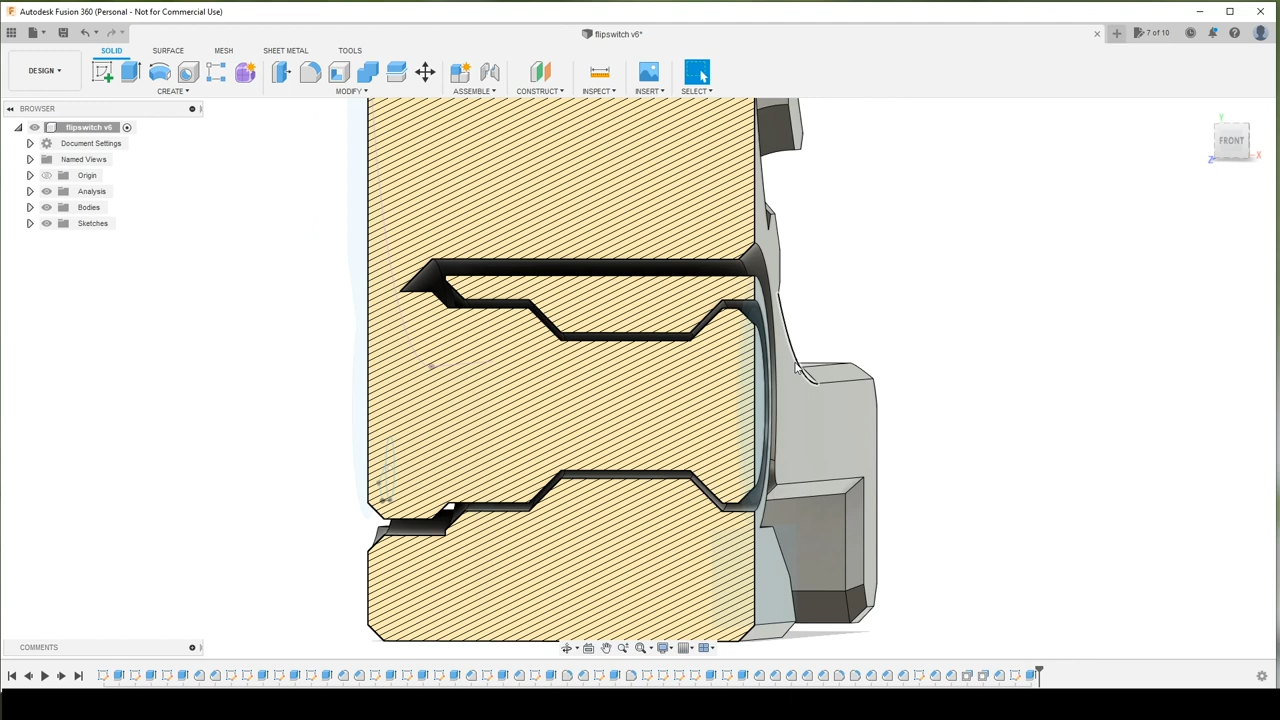 Autodesk Fusion 360 (Personal - Not for Commercial Use)
flipswitch v6*
7 of 10
SOLID SURFACE MESH SHEET METAL TOOLS
DESIGN
CREATE MODIFY ASSEMBLE CONSTRUCT INSPECT INSERT SELECT
BROWSER
flipswitch v6
Document Settings
Named Views
Origin
Analysis
Bodies
Sketches
Y
FRONT
Z X
COMMENTS